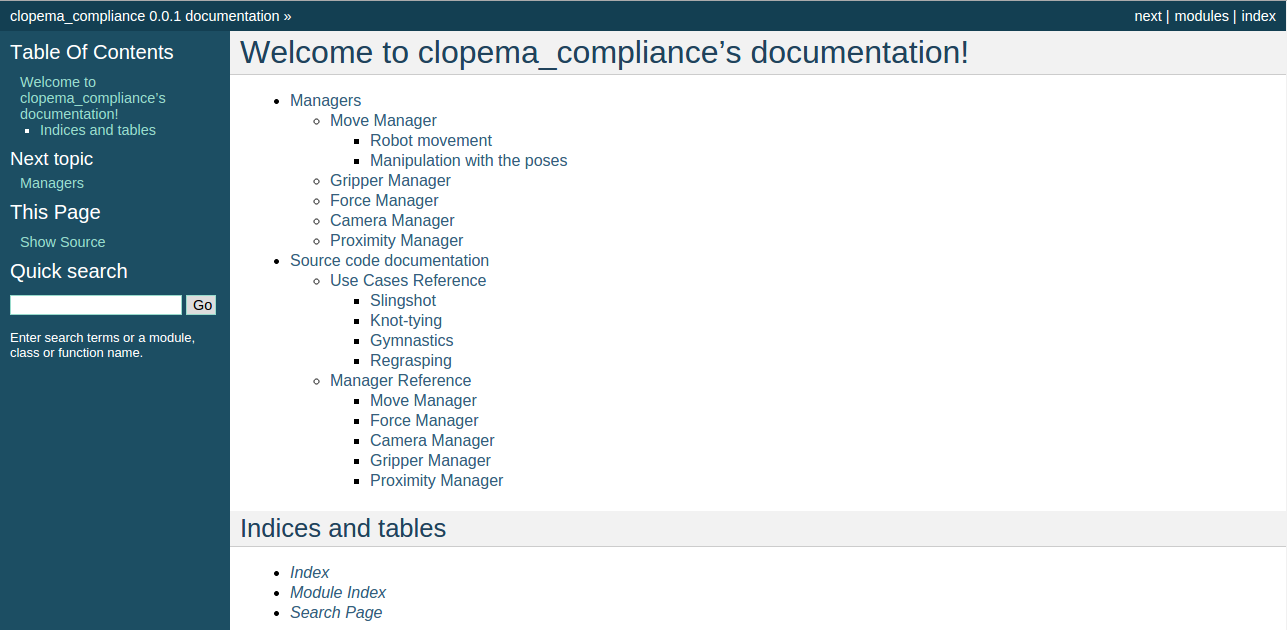 clopema_compliance 0.0.1 documentation »
next | modules | index
Table Of Contents
Welcome to
clopema_compliance’s
documentation!
Indices and tables
Next topic
Managers
This Page
Show Source
Quick search
Go
Enter search terms or a module,
class or function name.
Welcome to clopema_compliance’s documentation!
Managers
Move Manager
Robot movement
Manipulation with the poses
Gripper Manager
Force Manager
Camera Manager
Proximity Manager
Source code documentation
Use Cases Reference
Slingshot
Knot-tying
Gymnastics
Regrasping
Manager Reference
Move Manager
Force Manager
Camera Manager
Gripper Manager
Proximity Manager
Indices and tables
Index
Module Index
Search Page